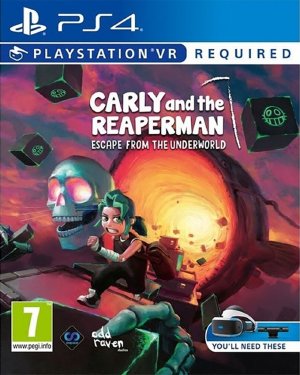 PS4
PLAYSTATION®VR REQUIRED
CARLY and the
REAPERMAN
ESCAPE FROM THE UNDERWORLD
7
www.pegi.info
odd
raven
studios
YOU'LL NEED THESE